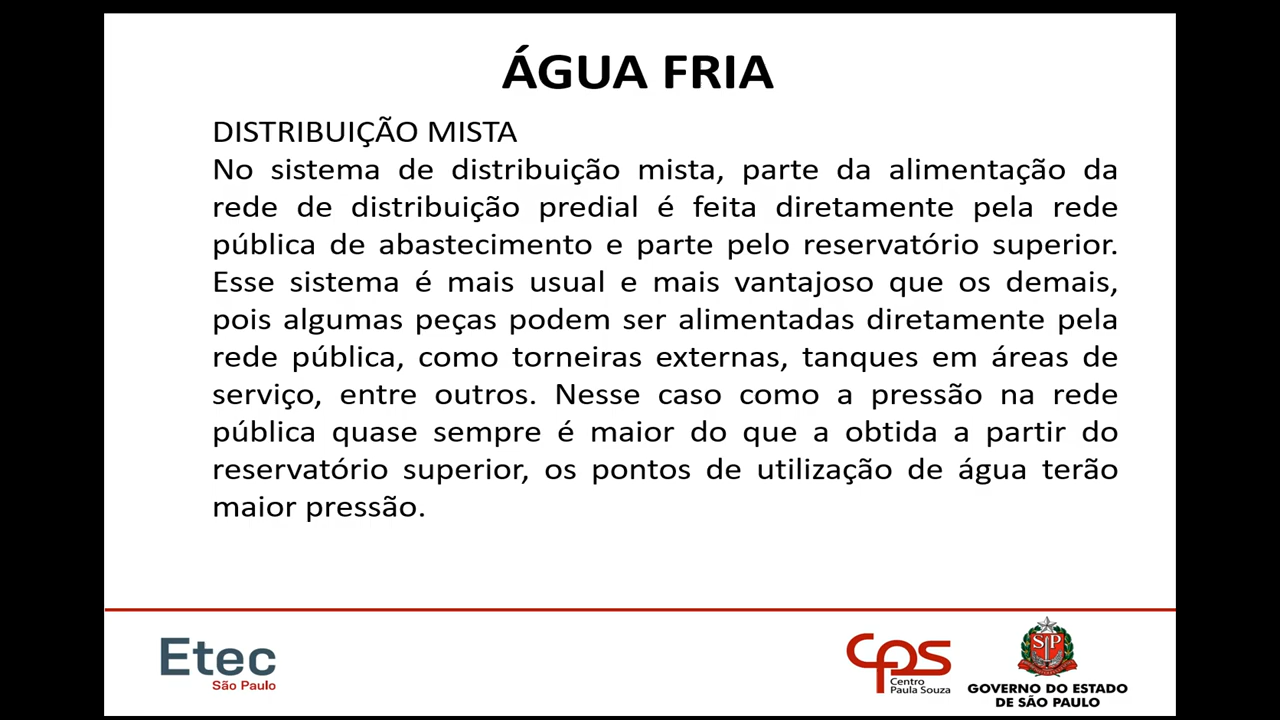 ÁGUA FRIA
DISTRIBUIÇÃO MISTA
No sistema de distribuição mista, parte da alimentação da
rede de distribuição predial é feita diretamente pela rede
pública de abastecimento e parte pelo reservatório superior.
Esse sistema é mais usual e mais vantajoso que os demais,
pois algumas peças podem ser alimentadas diretamente pela
rede pública, como torneiras externas, tanques em áreas de
serviço, entre outros. Nesse caso como a pressão na rede
pública quase sempre é maior do que a obtida a partir do
reservatório superior, os pontos de utilização de água terão
maior pressão.
Etec
São Paulo
cps
Centro
Paula Souza
SP
GOVERNO DO ESTADO
DE SÃO PAULO